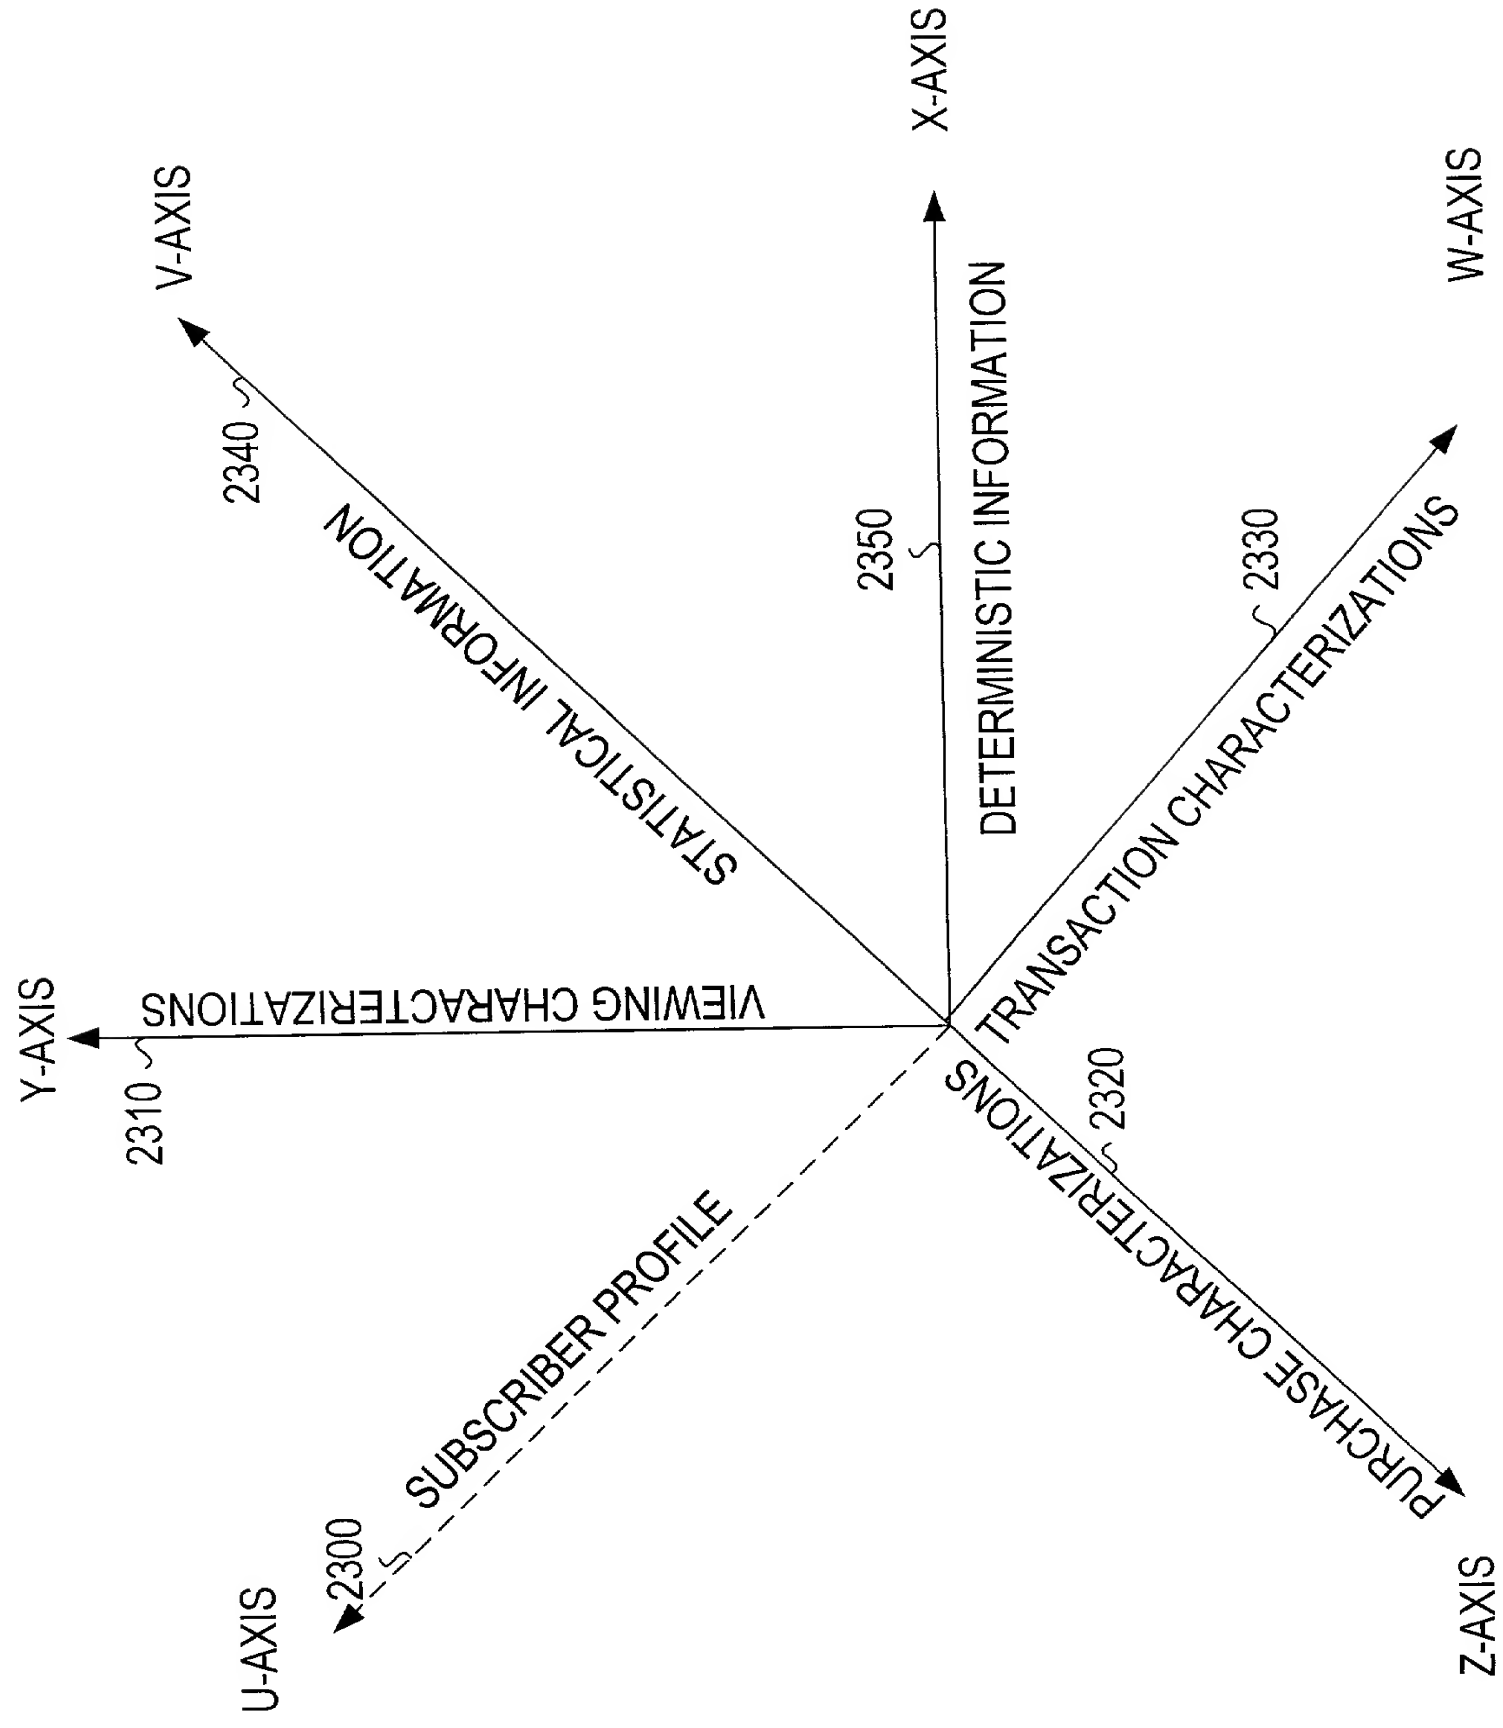 Y-AXIS
2310
VIEWING CHARACTERIZATIONS
V-AXIS
2340
STATISTICAL INFORMATION
U-AXIS
2300
SUBSCRIBER PROFILE
X-AXIS
2350
DETERMINISTIC INFORMATION
Z-AXIS
2320
PURCHASE CHARACTERIZATIONS
W-AXIS
2330
TRANSACTION CHARACTERIZATIONS